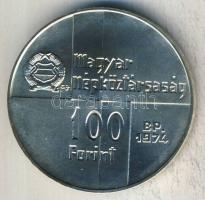 Magyar
Népköztársaság
100
Forint
BP.
1974